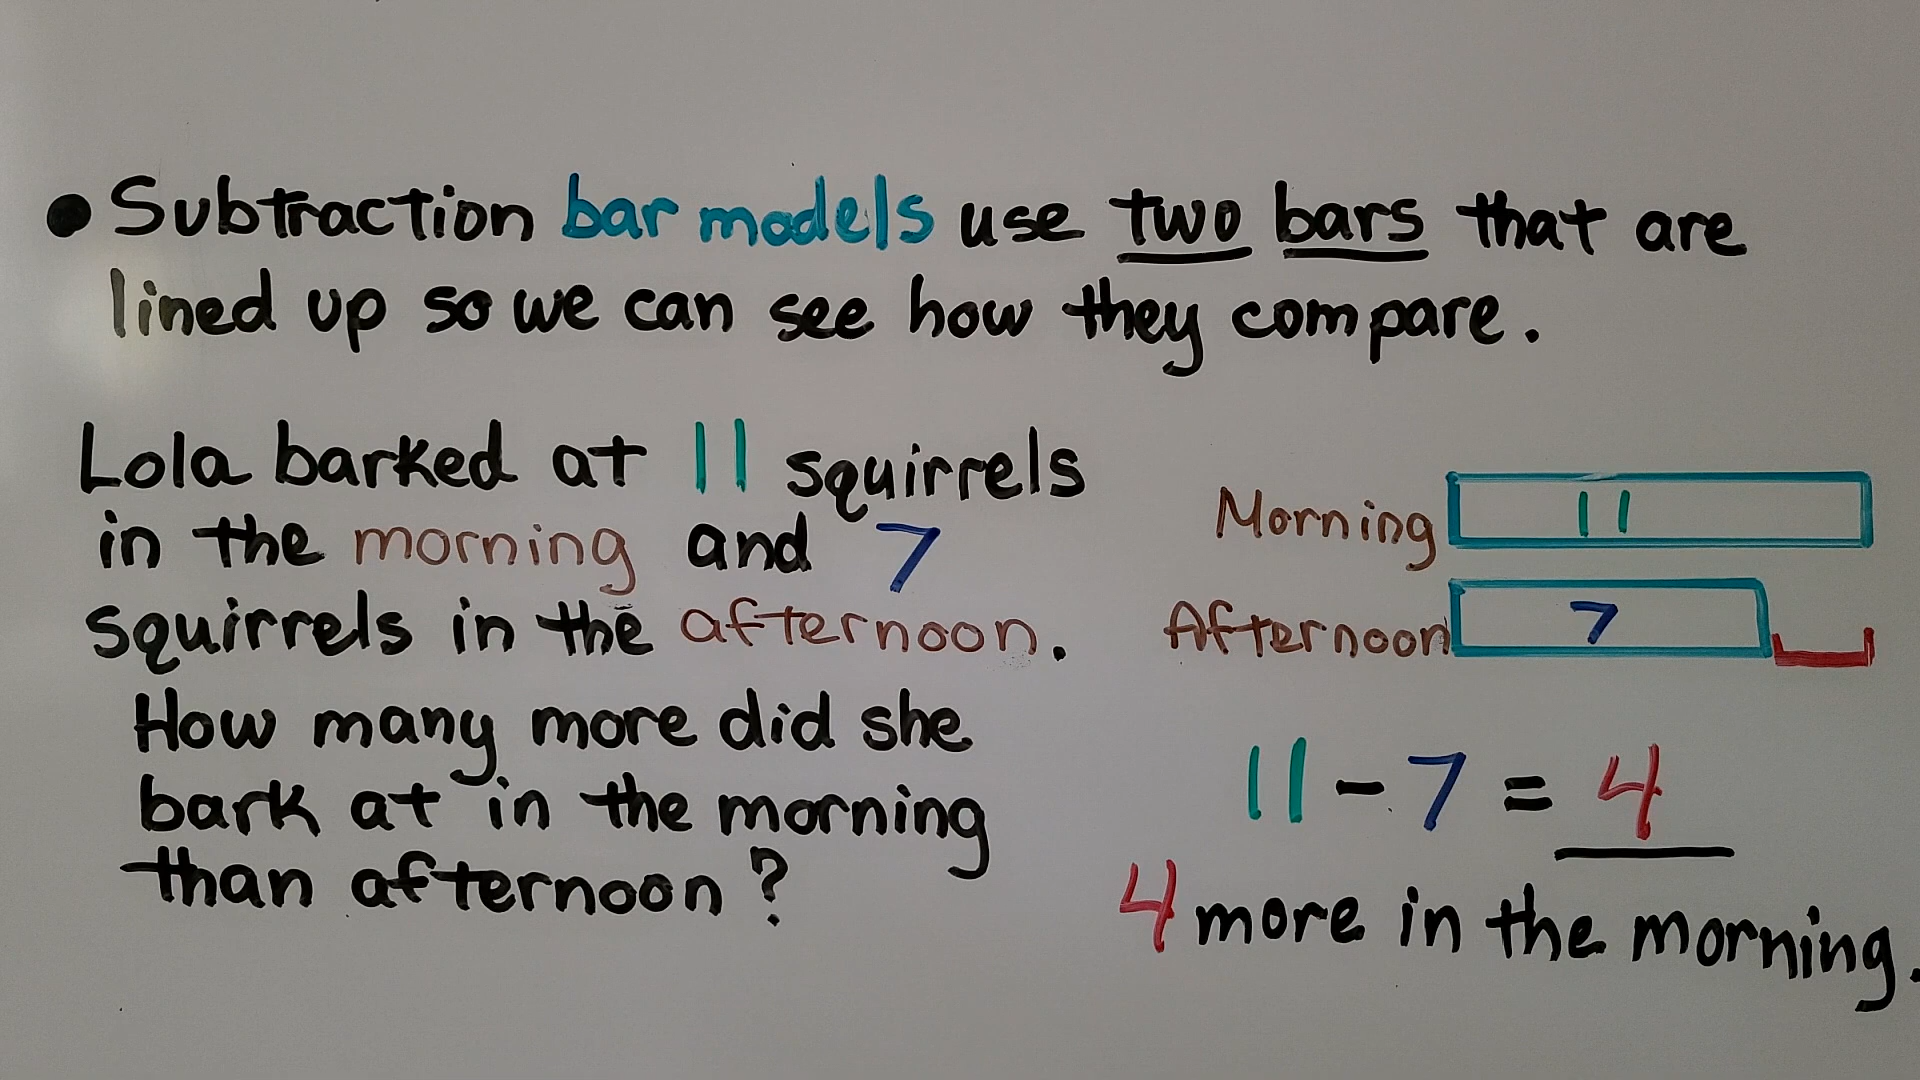 • Subtraction bar models use two bars that are
lined up so we can see how they compare.
Lola barked at 11 squirrels
in the morning and 7
squirrels in the afternoon.
How many more did she
bark at in the morning
than afternoon?
Morning 11
Afternoon 7
11 - 7 = 4
4 more in the morning.